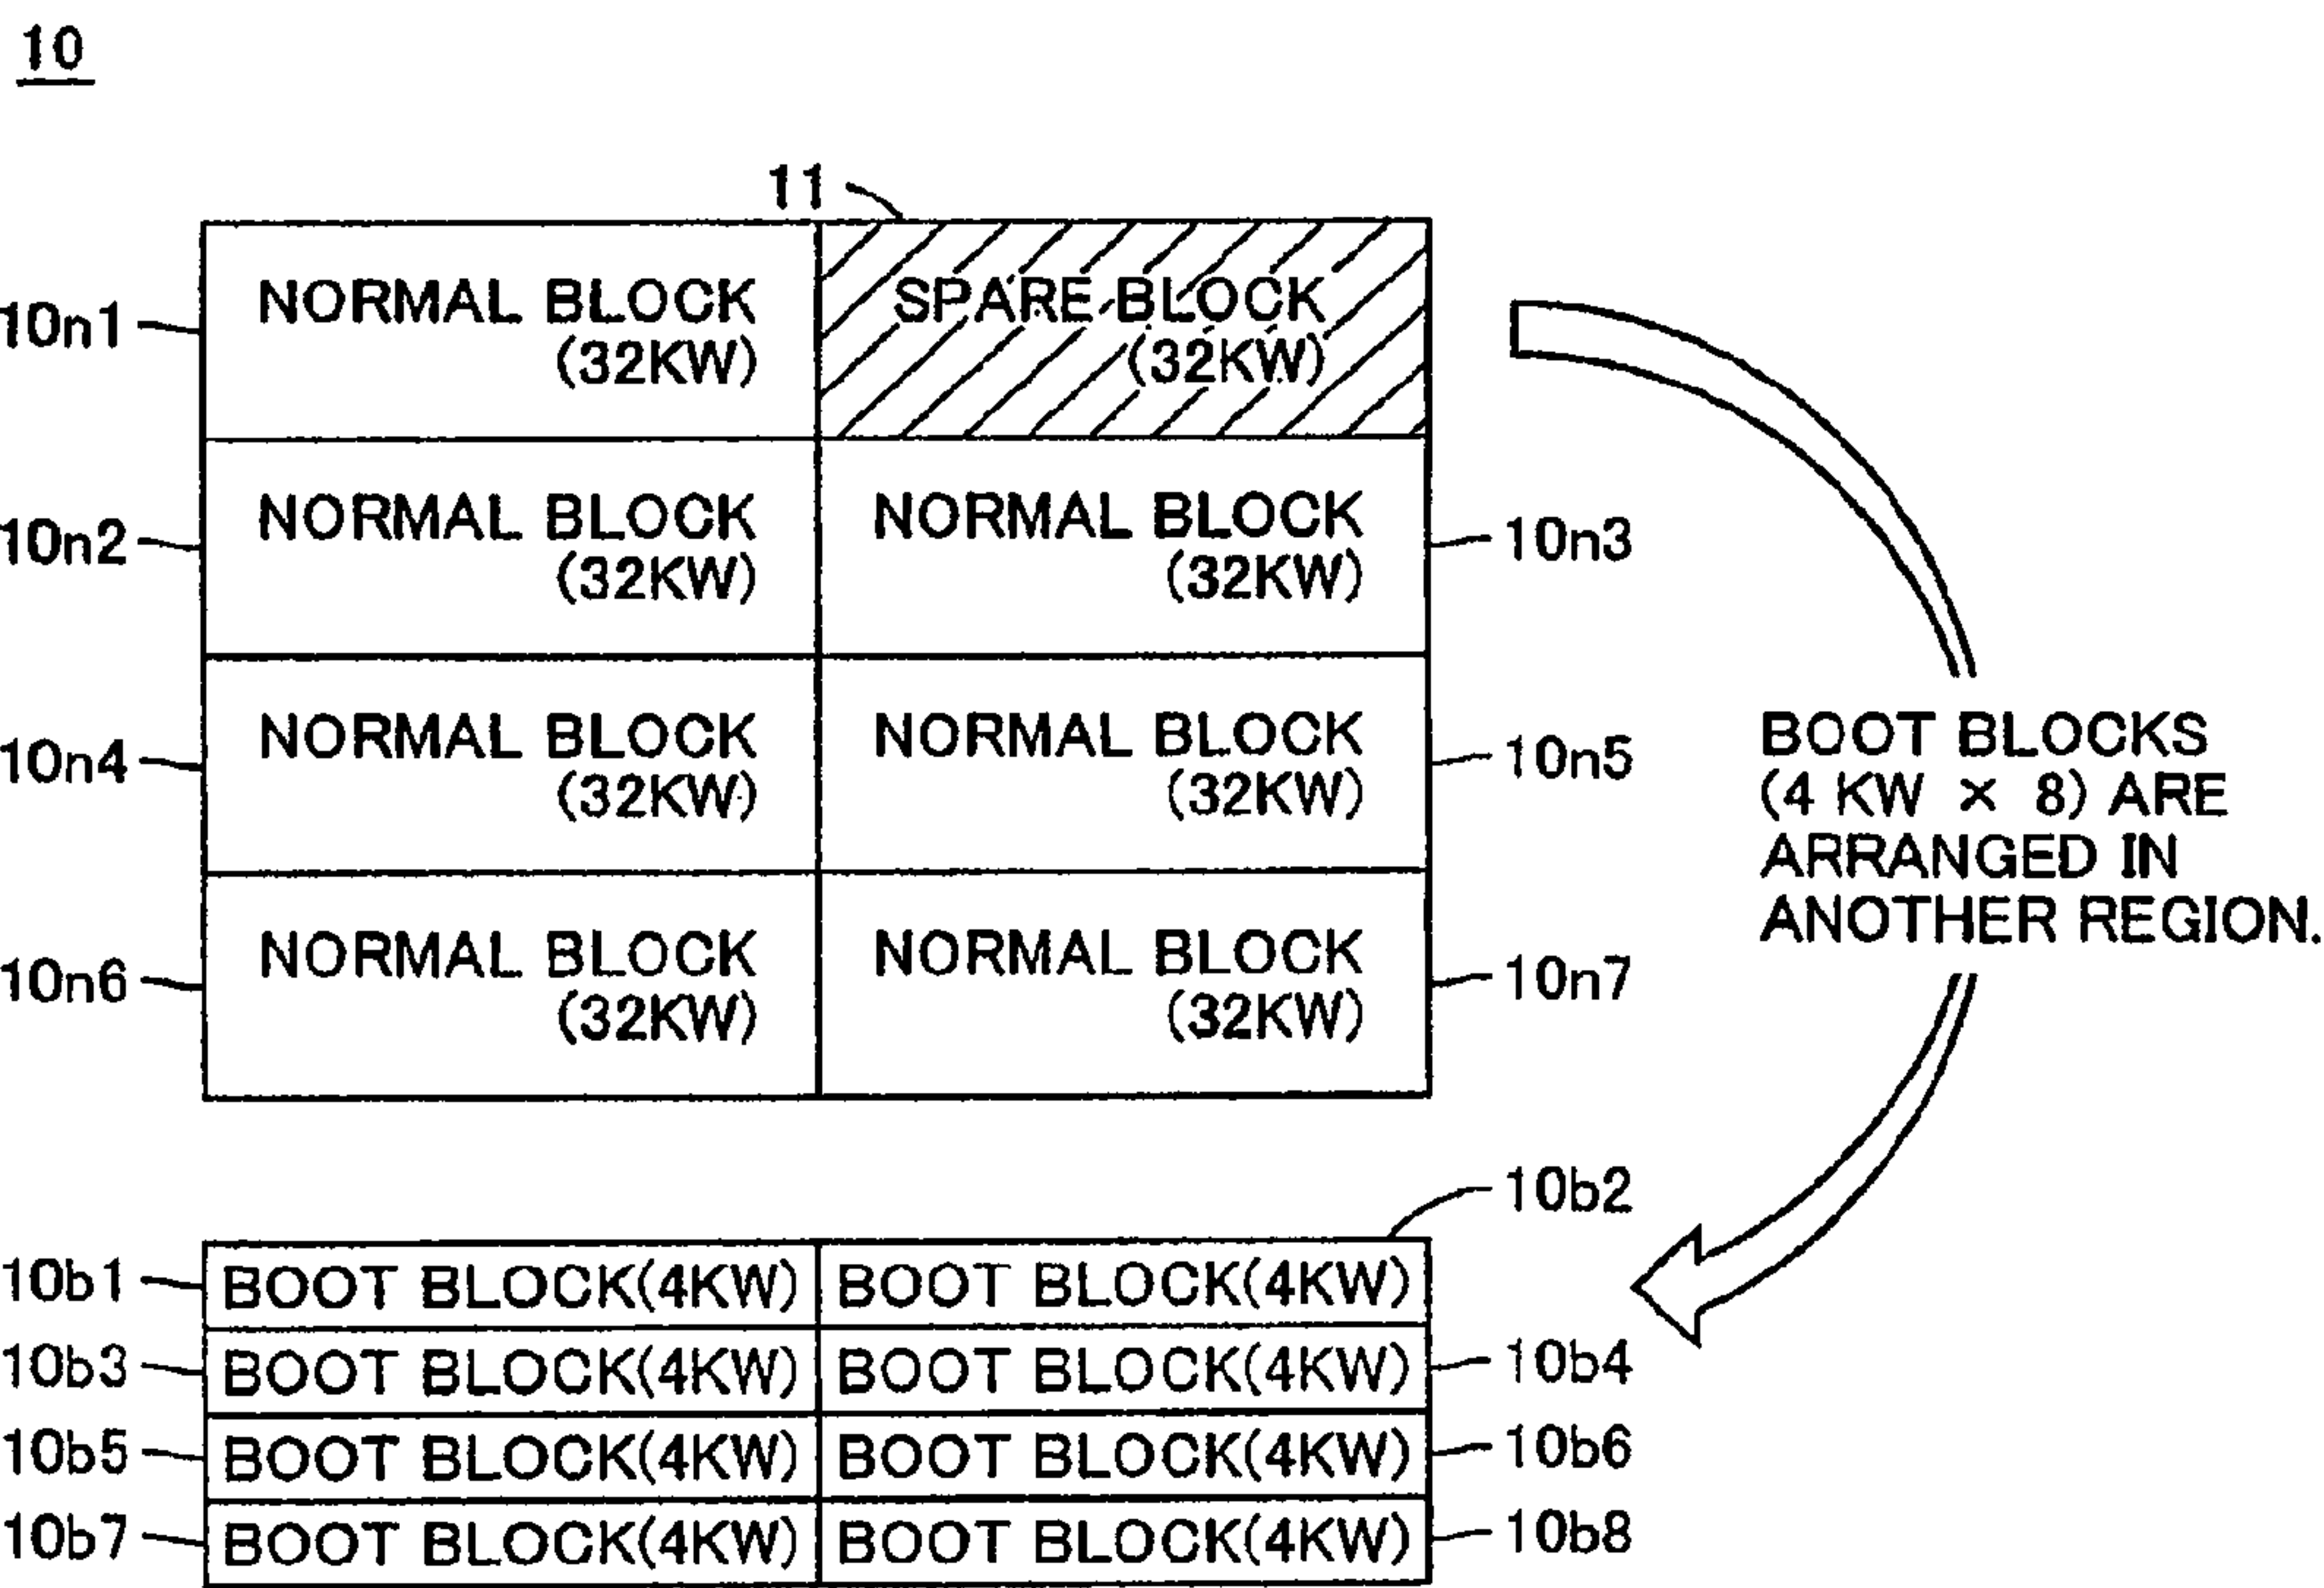 10
11
NORMAL BLOCK
(32KW)
SPARE BLOCK
(32KW)
10n1
NORMAL BLOCK
(32KW)
NORMAL BLOCK
(32KW)
10n2
10n3
NORMAL BLOCK
(32KW)
NORMAL BLOCK
(32KW)
10n4
10n5
NORMAL BLOCK
(32KW)
NORMAL BLOCK
(32KW)
10n6
10n7
BOOT BLOCKS
(4 KW × 8) ARE
ARRANGED IN
ANOTHER REGION.
10b2
10b1 BOOT BLOCK(4KW) BOOT BLOCK(4KW)
10b3 BOOT BLOCK(4KW) BOOT BLOCK(4KW) 10b4
10b5 BOOT BLOCK(4KW) BOOT BLOCK(4KW) 10b6
10b7 BOOT BLOCK(4KW) BOOT BLOCK(4KW) 10b8